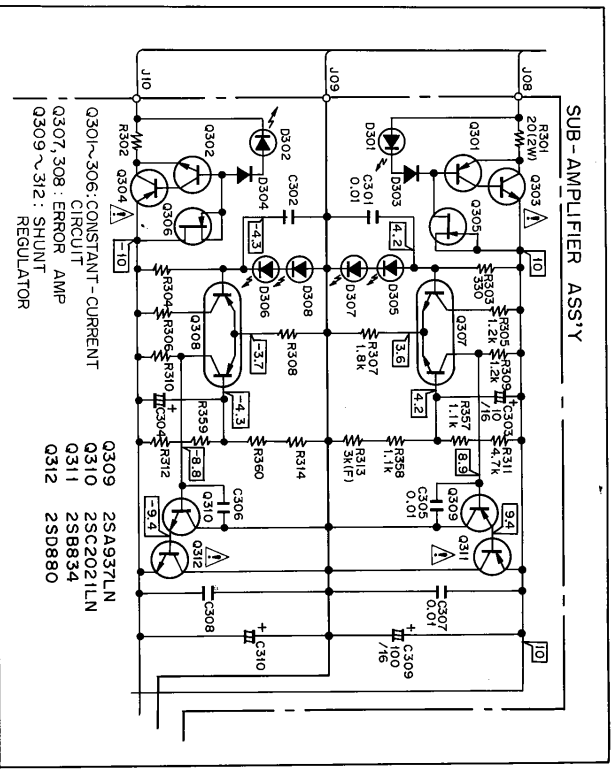 SUB-AMPLIFIER ASS'Y
J08
J09
J10
R301
20(2W)
Q301
Q303
D301
D303
Q305
10
C301
0.01
4.2
D302
D304
C302
-4.3
Q302
R302
Q304
Q306
-10
R303
330
R305
1.2k
R309
1.2k
C303
10
/16
R311
4.7k
D305
D307
Q307
3.6
R307
1.8k
4.2
R357
1.1k
8.9
R358
1.1k
R313
3k(F)
D308
D306
Q308
R308
-3.7
-4.3
R304
R306
R310
C304
R312
R359
-8.8
R360
R314
Q309
C305
0.01
9.4
Q311
C306
Q310
-9.4
Q312
C307
0.01
C308
C309
100
/16
C310
10
Q301~306:CONSTANT-CURRENT
CIRCUIT
Q307,308: ERROR AMP
Q309~312: SHUNT
REGULATOR
Q309 2SA937LN
Q310 2SC2021LN
Q311 2SB834
Q312 2SD880